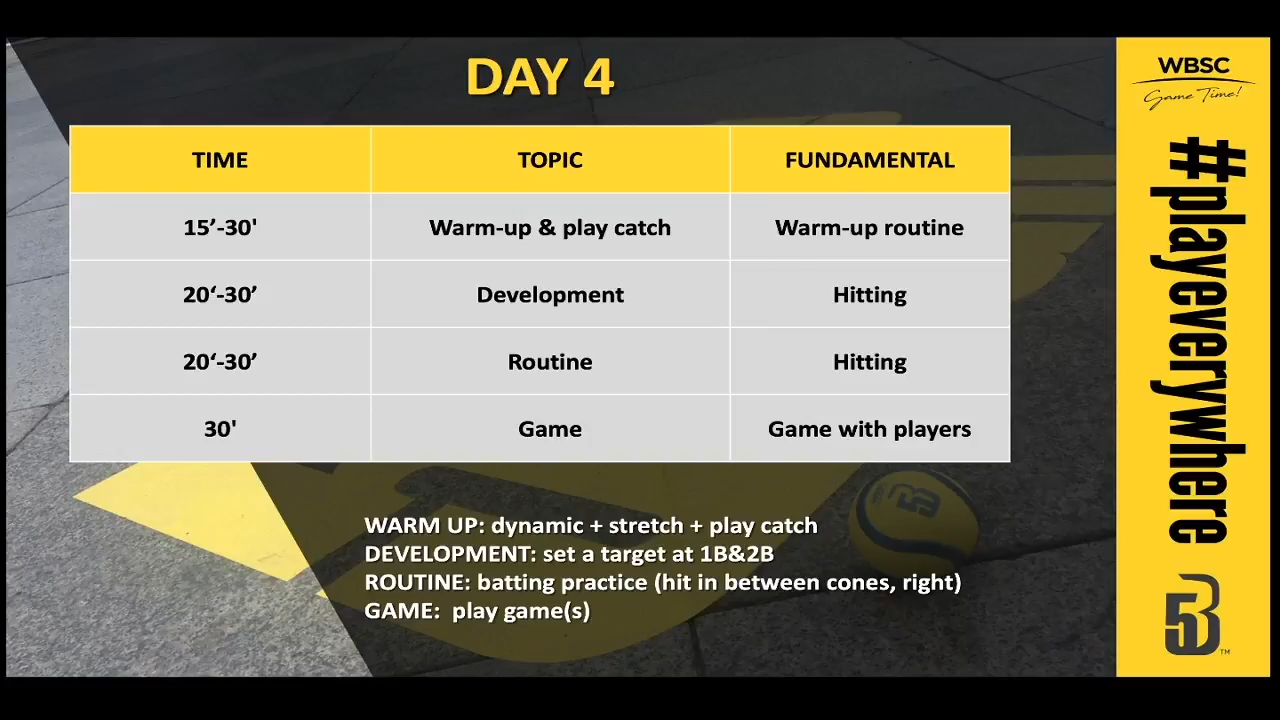 DAY 4
TIME TOPIC FUNDAMENTAL
15’-30' Warm-up & play catch Warm-up routine
20‘-30’ Development Hitting
20‘-30’ Routine Hitting
30' Game Game with players
WARM UP: dynamic + stretch + play catch
DEVELOPMENT: set a target at 1B&2B
ROUTINE: batting practice (hit in between cones, right)
GAME: play game(s)
WBSC
Game Time!
#playeverywhere
B5
™